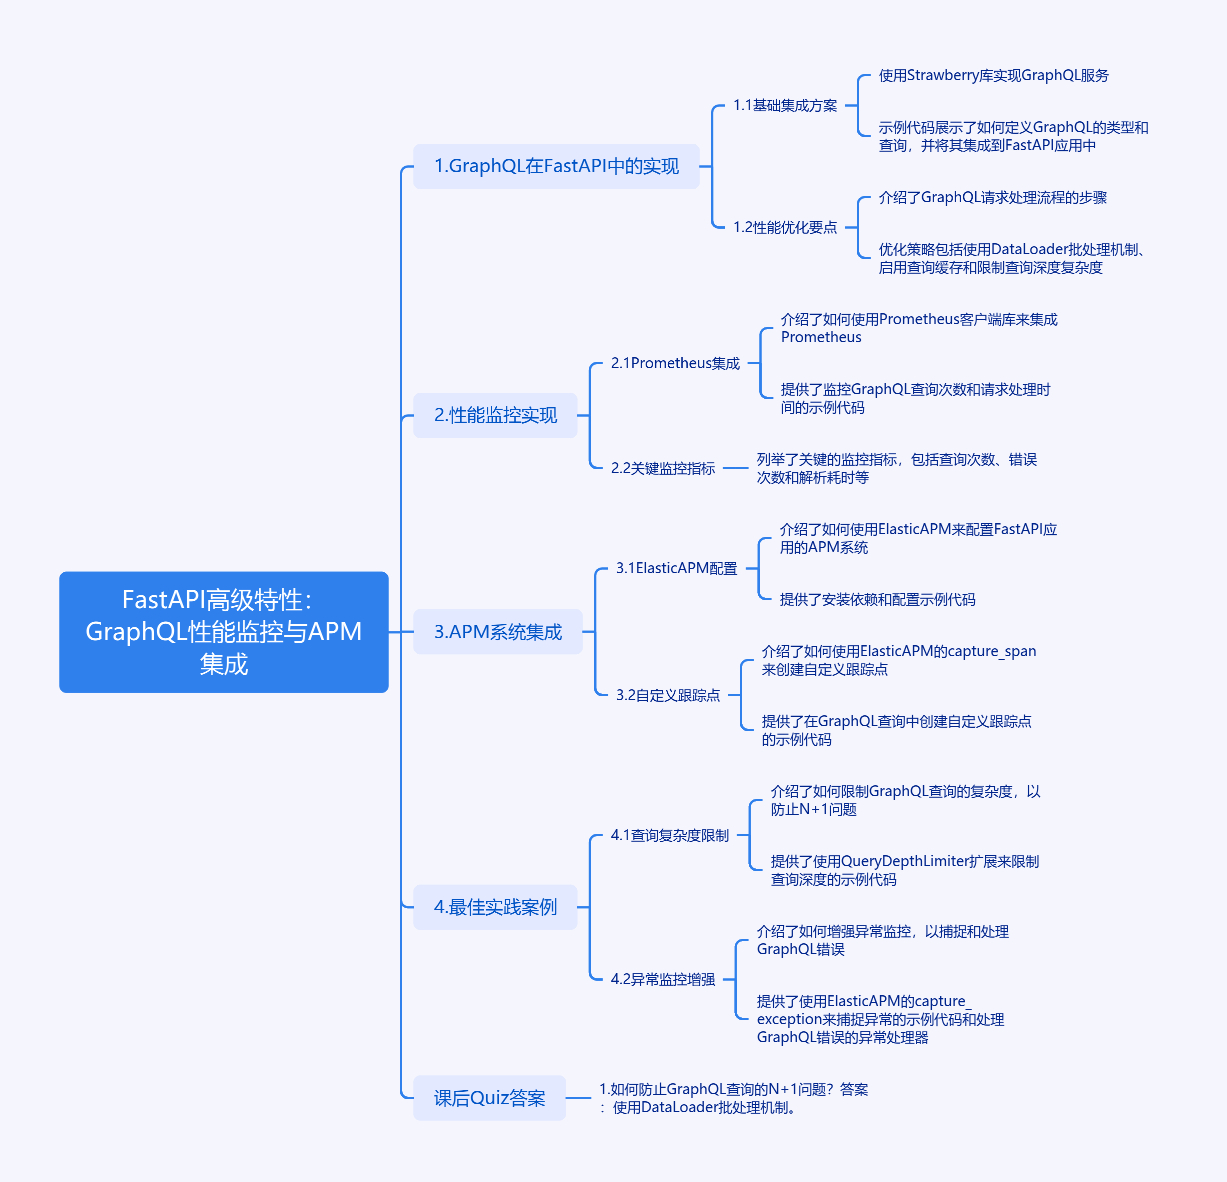 FastAPI高级特性：
GraphQL性能监控与APM
集成
1.GraphQL在FastAPI中的实现
1.1基础集成方案
使用Strawberry库实现GraphQL服务
示例代码展示了如何定义GraphQL的类型和
查询，并将其集成到FastAPI应用中
1.2性能优化要点
介绍了GraphQL请求处理流程的步骤
优化策略包括使用DataLoader批处理机制、
启用查询缓存和限制查询深度复杂度
2.性能监控实现
2.1Prometheus集成
介绍了如何使用Prometheus客户端库来集成
Prometheus
提供了监控GraphQL查询次数和请求处理时
间的示例代码
2.2关键监控指标
列举了关键的监控指标，包括查询次数、错误
次数和解析耗时等
3.APM系统集成
3.1ElasticAPM配置
介绍了如何使用ElasticAPM来配置FastAPI应
用的APM系统
提供了安装依赖和配置示例代码
3.2自定义跟踪点
介绍了如何使用ElasticAPM的capture_span
来创建自定义跟踪点
提供了在GraphQL查询中创建自定义跟踪点
的示例代码
4.最佳实践案例
4.1查询复杂度限制
介绍了如何限制GraphQL查询的复杂度，以
防止N+1问题
提供了使用QueryDepthLimiter扩展来限制
查询深度的示例代码
4.2异常监控增强
介绍了如何增强异常监控，以捕捉和处理
GraphQL错误
提供了使用ElasticAPM的capture_
exception来捕捉异常的示例代码和处理
GraphQL错误的异常处理器
课后Quiz答案
1.如何防止GraphQL查询的N+1问题？答案
：使用DataLoader批处理机制。